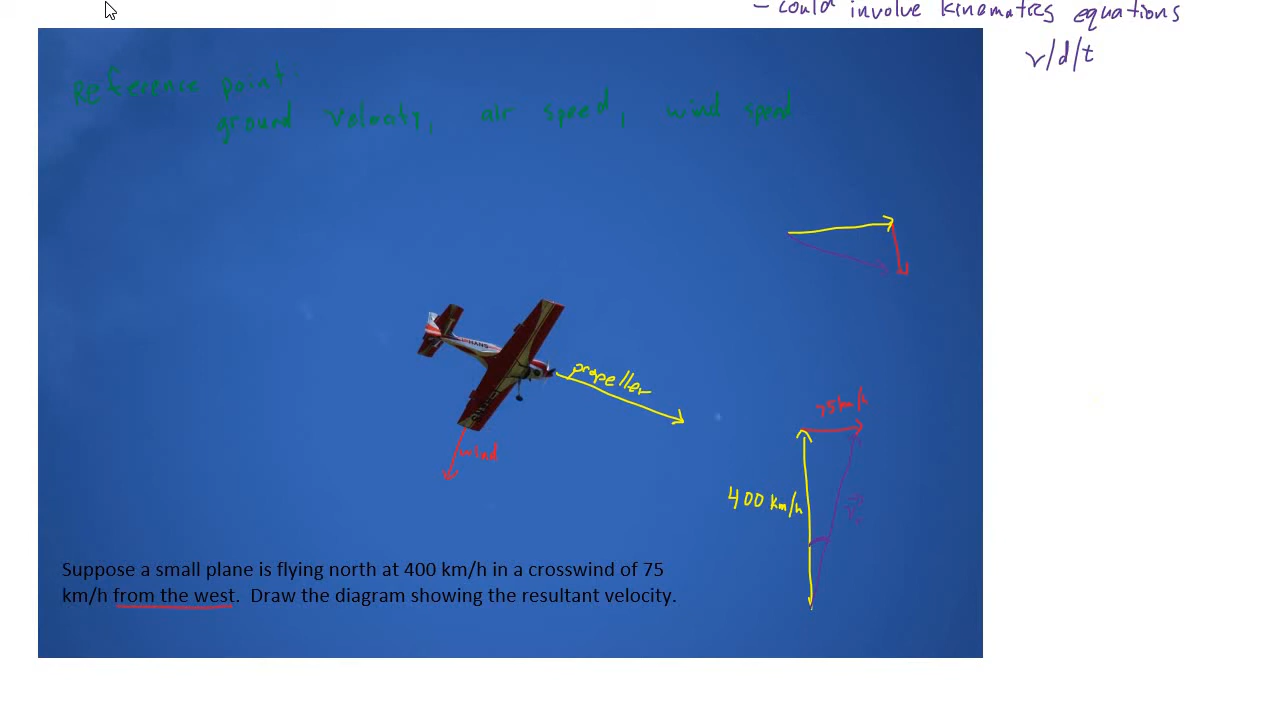 - could involve kinematics equations
v/d/t
Reference point:
ground velocity, air speed, wind speed
propeller
wind
75 km/h
400 km/h
Suppose a small plane is flying north at 400 km/h in a crosswind of 75
km/h from the west. Draw the diagram showing the resultant velocity.